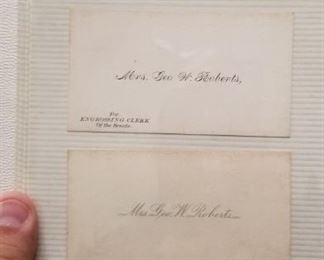 Mrs. Geo W. Roberts,
For
ENGROSSING CLERK
Of the Senate.
Mrs. Geo. W. Roberts